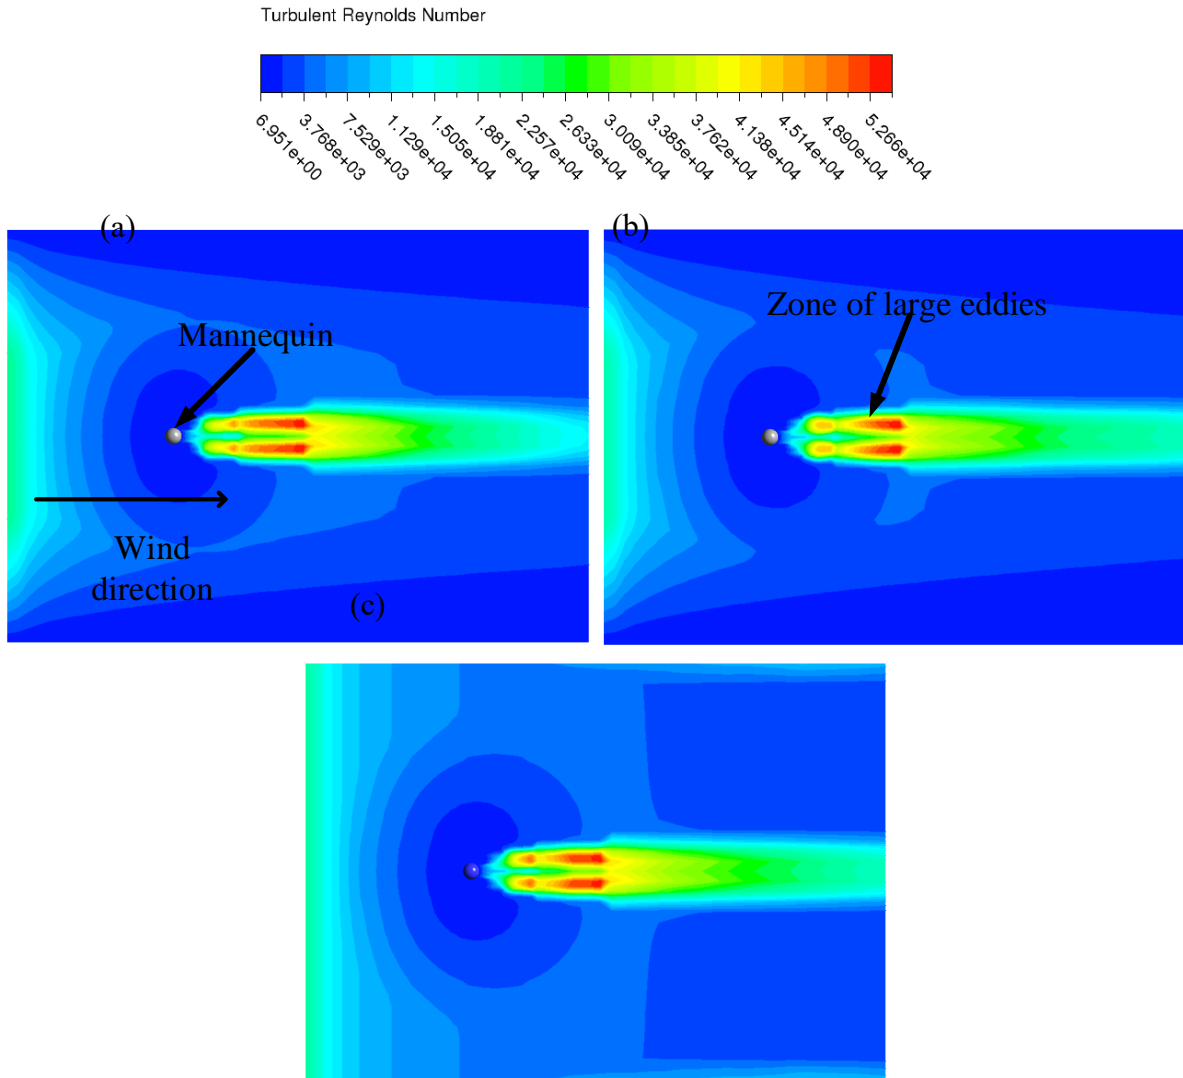 Turbulent Reynolds Number
6.951e+00
3.768e+03
7.529e+03
1.129e+04
1.505e+04
1.881e+04
2.257e+04
2.633e+04
3.009e+04
3.385e+04
3.762e+04
4.138e+04
4.514e+04
4.890e+04
5.266e+04
(a)
(b)
Mannequin
Zone of large eddies
Wind
direction
(c)